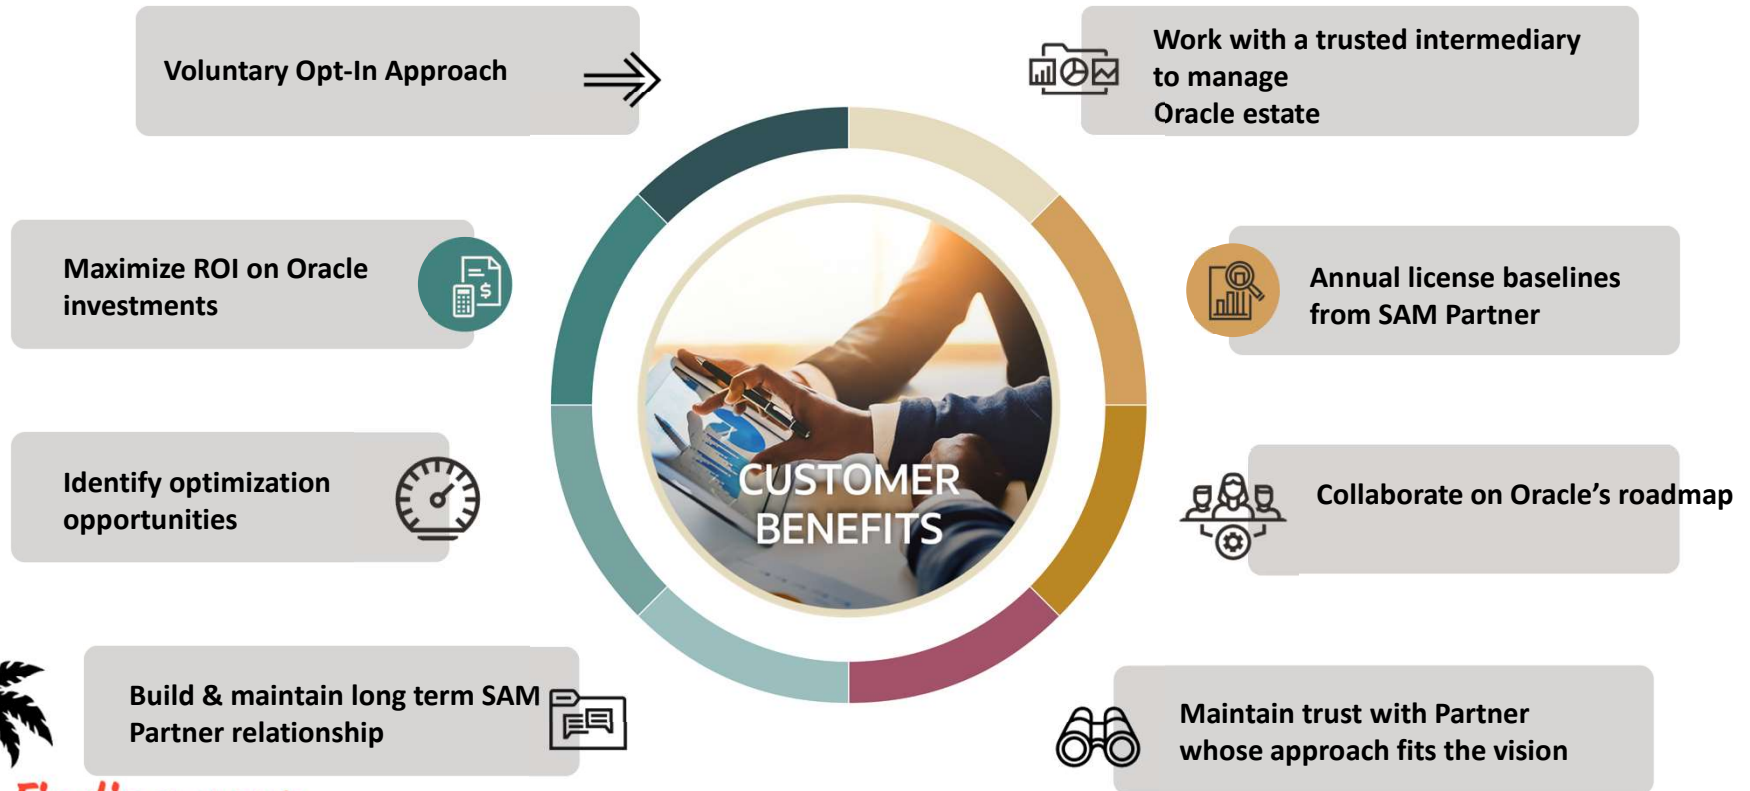 Voluntary Opt-In Approach
Work with a trusted intermediary
to manage
Oracle estate
Maximize ROI on Oracle
investments
Annual license baselines
from SAM Partner
Identify optimization
opportunities
Collaborate on Oracle’s roadmap
CUSTOMER
BENEFITS
Build & maintain long term SAM
Partner relationship
Maintain trust with Partner
whose approach fits the vision